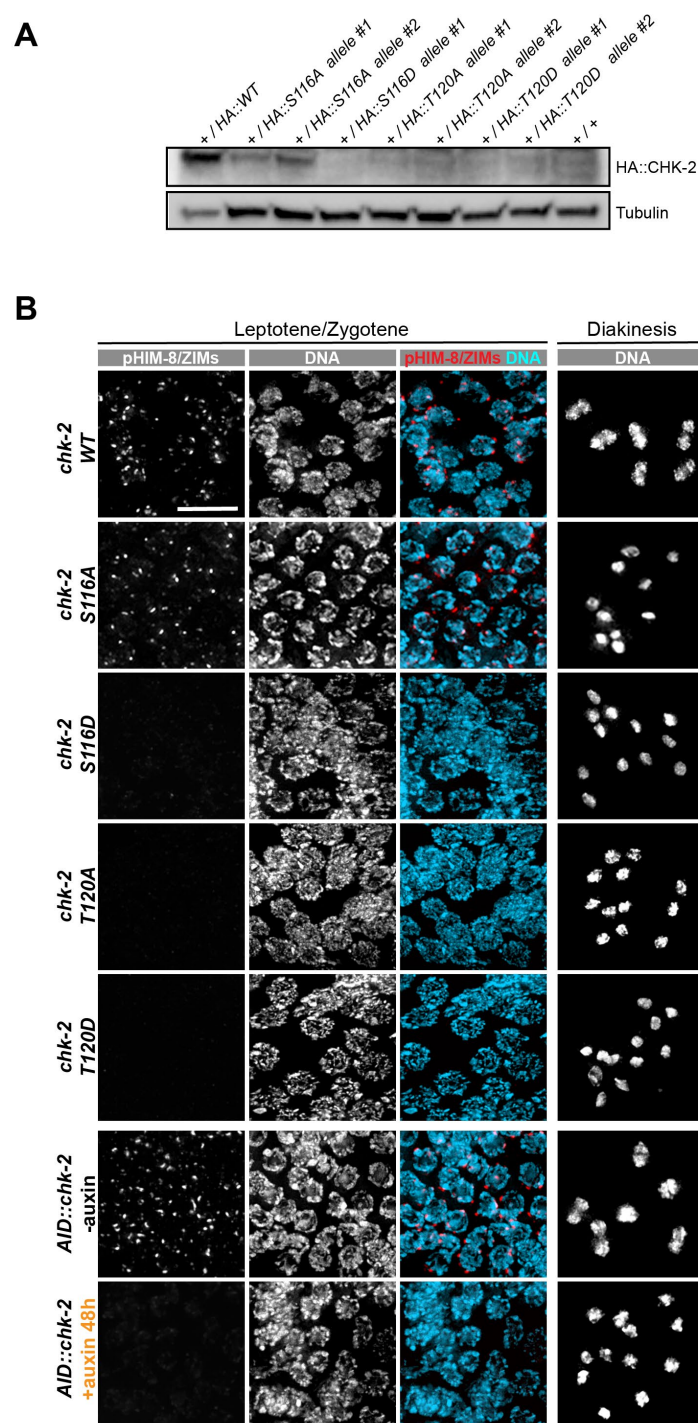 A
+ / HA::WT
+ / HA::S116A allele #1
+ / HA::S116A allele #2
+ / HA::S116D allele #1
+ / HA::T120A allele #1
+ / HA::T120A allele #2
+ / HA::T120D allele #1
+ / HA::T120D allele #2
+ / +
HA::CHK-2
Tubulin
B
Leptotene/Zygotene
Diakinesis
pHIM-8/ZIMs
DNA
pHIM-8/ZIMs DNA
DNA
chk-2
WT
chk-2
S116A
chk-2
S116D
chk-2
T120A
chk-2
T120D
AID::chk-2
-auxin
AID::chk-2
+auxin 48h